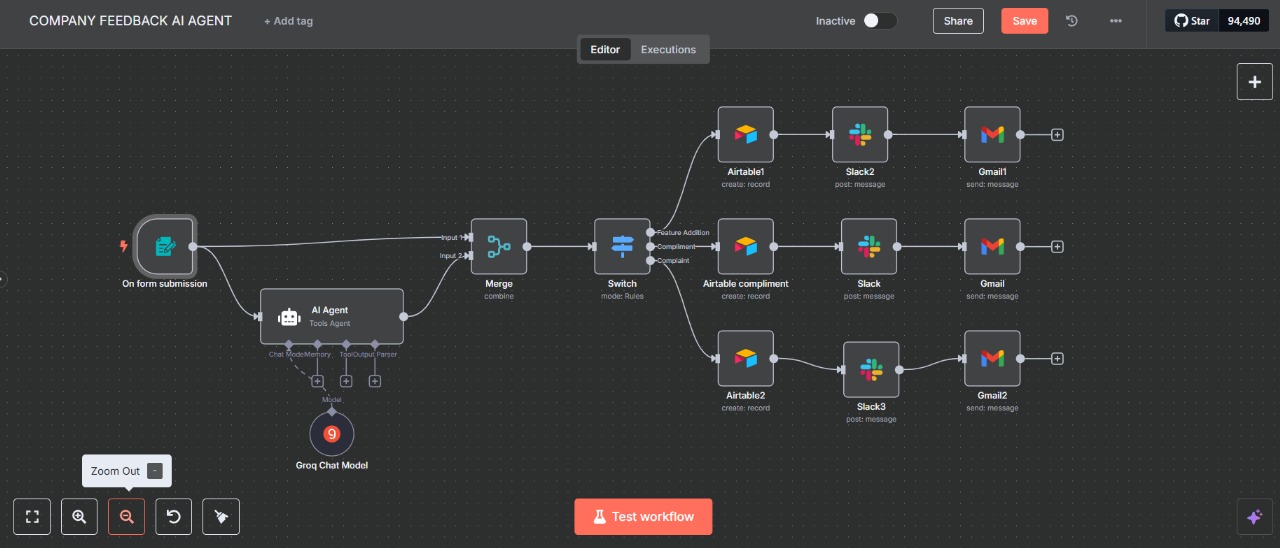 COMPANY FEEDBACK AI AGENT
+ Add tag
Inactive
Share
Save
Star
94,490
Editor
Executions
Airtable1
create: record
Slack2
post: message
Gmail1
send: message
On form submission
Input 1
Input 2
Merge
combine
Switch
mode: Rules
Feature Addition
Compliment
Complaint
Airtable compliment
create: record
Slack
post: message
Gmail
send: message
AI Agent
Tools Agent
Chat Model
Memory
Tool
Output Parser
Model
Groq Chat Model
Airtable2
create: record
Slack3
post: message
Gmail2
send: message
Zoom Out -
Test workflow